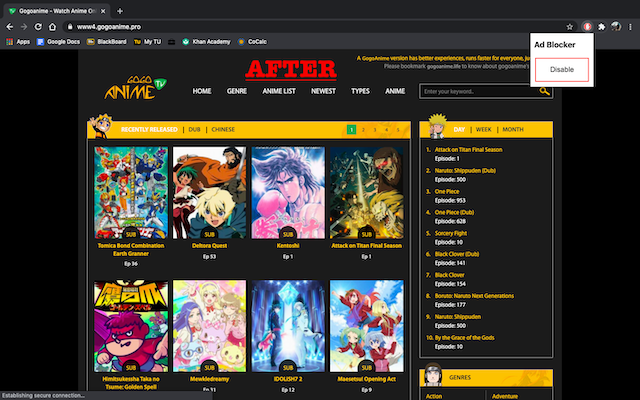 Gogoanime - Watch Anime On
www4.gogoanime.pro
Apps
Google Docs
BlackBoard
My TU
Khan Academy
CoCalc
Ad Blocker
Disable
AFTER
A GogoAnime version has better experiences, runs faster for everyone, Ju
Please bookmark gogoanime.life to know about gogoanime's
GOGO
ANIME TV
HOME
GENRE
ANIME LIST
NEWEST
TYPES
ANIME
Enter your keyword..
RECENTLY RELEASED | DUB | CHINESE
1 2 3 4 5
DAY | WEEK | MONTH
SUB
SUB
SUB
SUB
Tomica Bond Combination
Earth Granner
Ep 36
Deltora Quest
Ep 53
Kentoshi
Ep 1
Attack on Titan Final Season
Ep 1
SUB
SUB
SUB
SUB
Himitsukessha Taka no
Tsume: Golden Spell
Mewkledreamy
Ep 31
IDOLiSH7 2
Ep 12
Maesetsu! Opening Act
Ep 9
1. Attack on Titan Final Season
Episode: 1
2. Naruto: Shippuden (Dub)
Episode: 500
3. One Piece
Episode: 953
4. One Piece (Dub)
Episode: 628
5. Sorcery Fight
Episode: 10
6. Black Clover (Dub)
Episode: 141
7. Black Clover
Episode: 154
8. Boruto: Naruto Next Generations
Episode: 177
9. Naruto: Shippuden
Episode: 500
10. By the Grace of the Gods
Episode: 10
GENRES
Action
Adventure
Establishing secure connection...